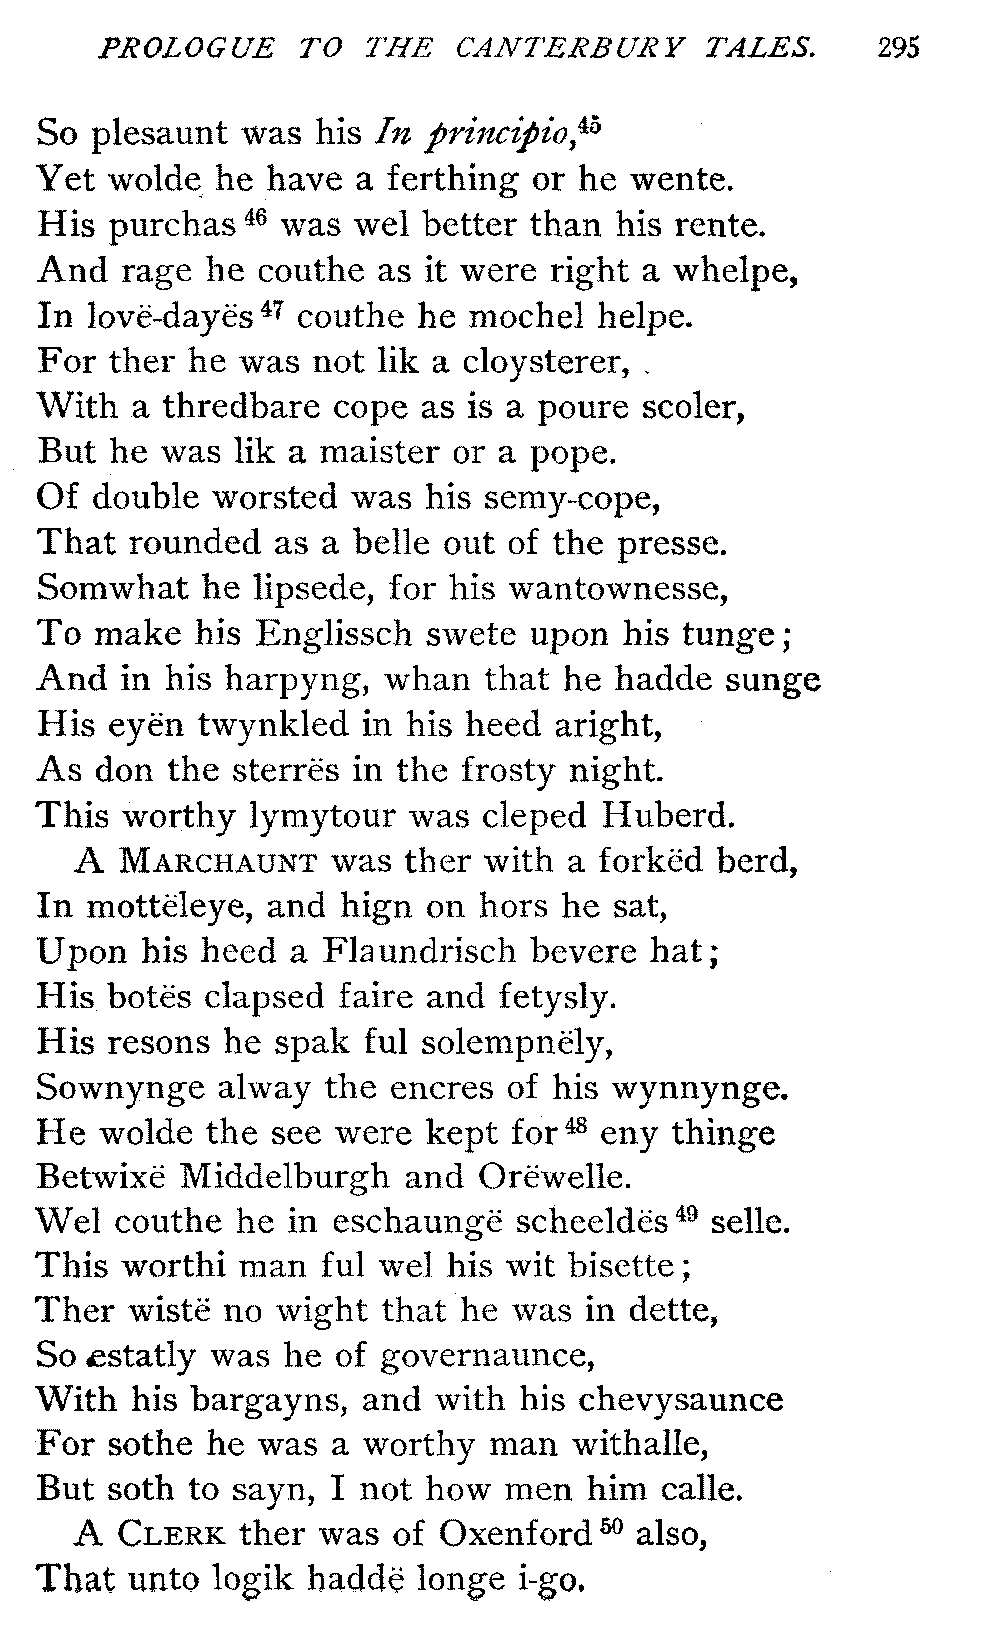 PROLOGUE TO THE CANTERBURY TALES. 295
So plesaunt was his In principio,⁴⁵
Yet wolde he have a ferthing or he wente.
His purchas ⁴⁶ was wel better than his rente.
And rage he couthe as it were right a whelpe,
In lovë-dayës ⁴⁷ couthe he mochel helpe.
For ther he was not lik a cloysterer,
With a thredbare cope as is a poure scoler,
But he was lik a maister or a pope.
Of double worsted was his semy-cope,
That rounded as a belle out of the presse.
Somwhat he lipsede, for his wantownesse,
To make his Englissch swete upon his tunge;
And in his harpyng, whan that he hadde sunge
His eyën twynkled in his heed aright,
As don the sterrës in the frosty night.
This worthy lymytour was cleped Huberd.
A MARCHAUNT was ther with a forkëd berd,
In mottëleye, and hign on hors he sat,
Upon his heed a Flaundrisch bevere hat;
His botës clapsed faire and fetysly.
His resons he spak ful solempnëly,
Sownynge alway the encres of his wynnynge.
He wolde the see were kept for ⁴⁸ eny thinge
Betwixë Middelburgh and Orëwelle.
Wel couthe he in eschaungë scheeldës ⁴⁹ selle.
This worthi man ful wel his wit bisette;
Ther wistë no wight that he was in dette,
So estatly was he of governaunce,
With his bargayns, and with his chevysaunce
For sothe he was a worthy man withalle,
But soth to sayn, I not how men him calle.
A CLERK ther was of Oxenford ⁵⁰ also,
That unto logik haddë longe i-go.